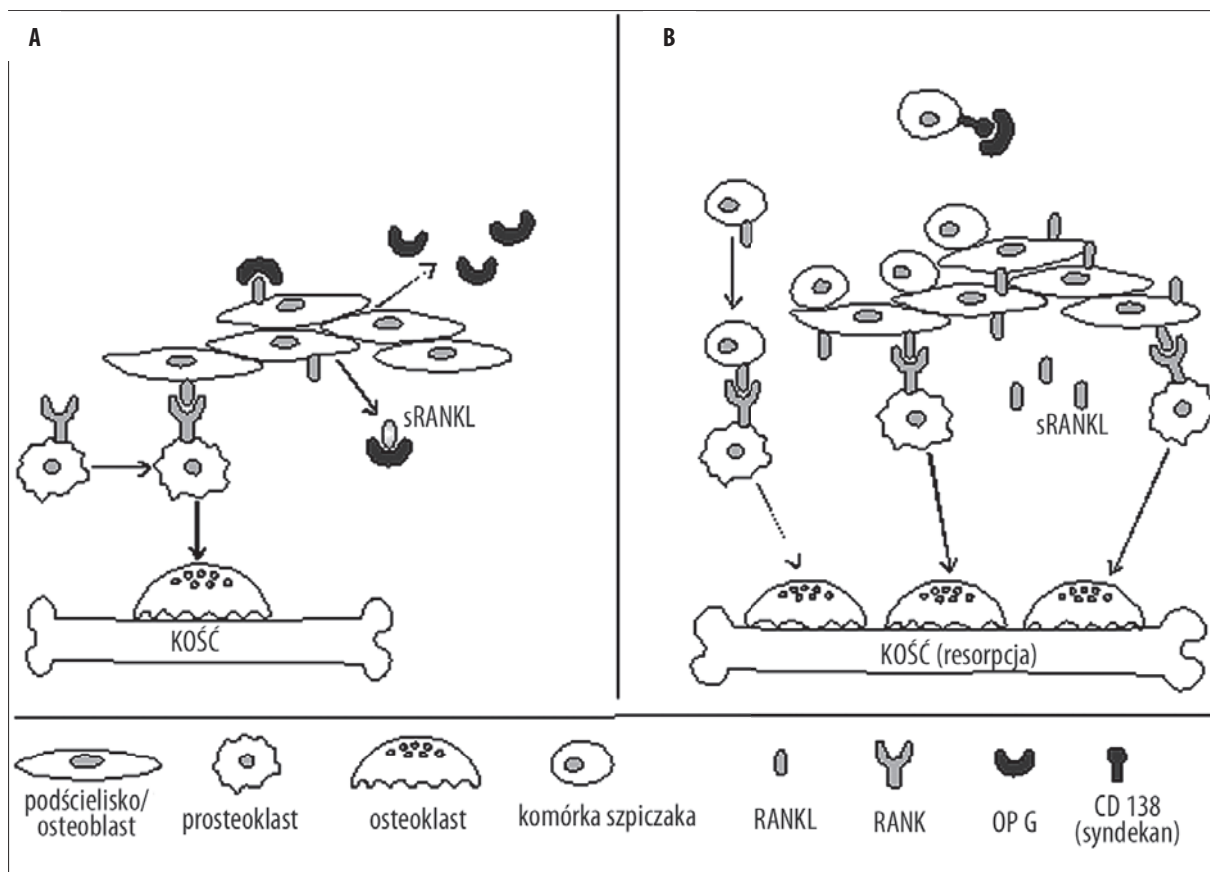 A
B
sRANKL
sRANKL
KOŚĆ
KOŚĆ (resorpcja)
podścielisko/
osteoblast
prosteoklast
osteoklast
komórka szpiczaka
RANKL
RANK
OP G
CD 138
(syndekan)